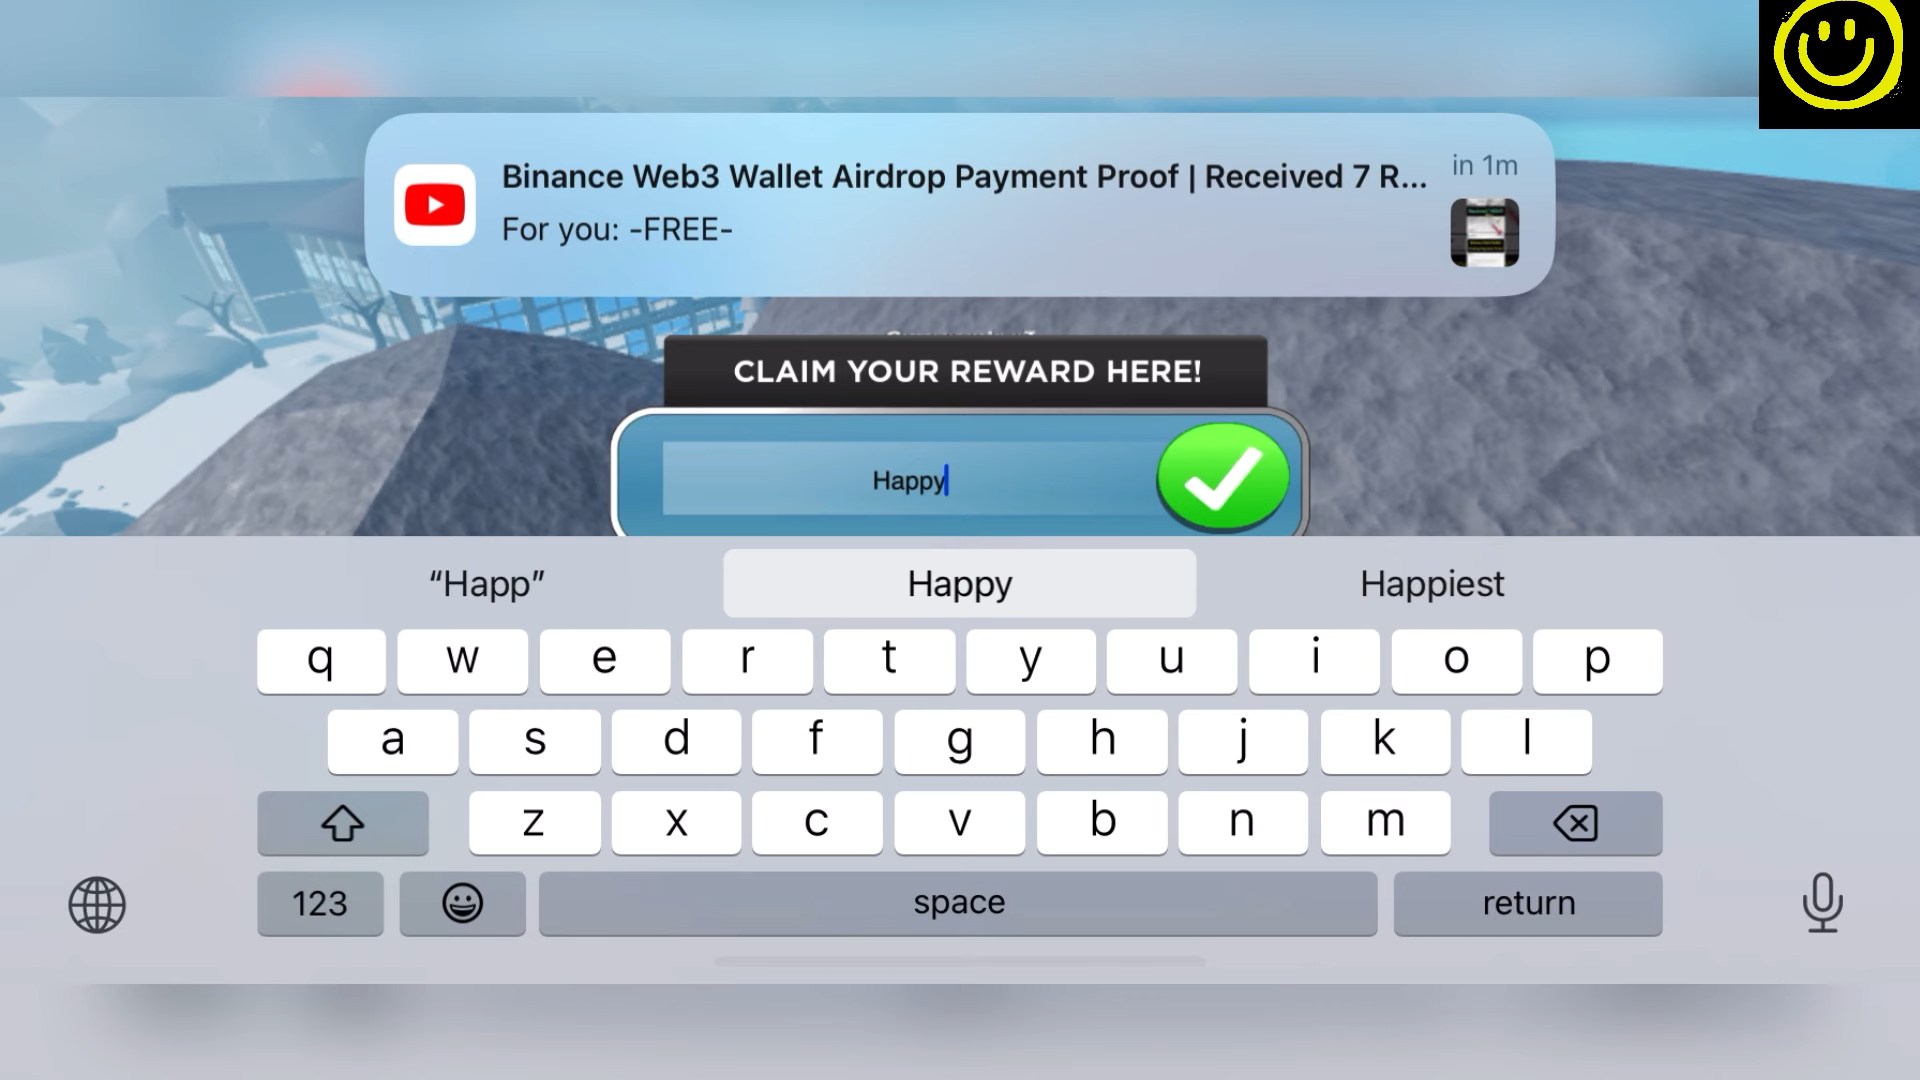 Binance Web3 Wallet Airdrop Payment Proof | Received 7 R...
in 1m
For you: -FREE-
CLAIM YOUR REWARD HERE!
Happy
“Happ” Happy Happiest
q w e r t y u i o p
a s d f g h j k l
z x c v b n m
123 space return